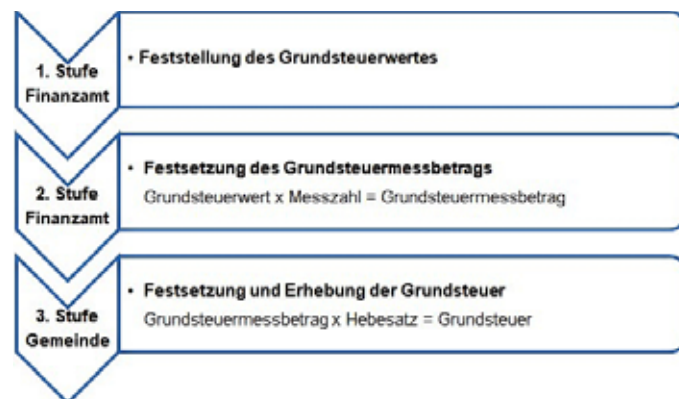 1. Stufe
Finanzamt
• Feststellung des Grundsteuerwertes
2. Stufe
Finanzamt
• Festsetzung des Grundsteuermessbetrags
Grundsteuerwert x Messzahl = Grundsteuermessbetrag
3. Stufe
Gemeinde
• Festsetzung und Erhebung der Grundsteuer
Grundsteuermessbetrag x Hebesatz = Grundsteuer